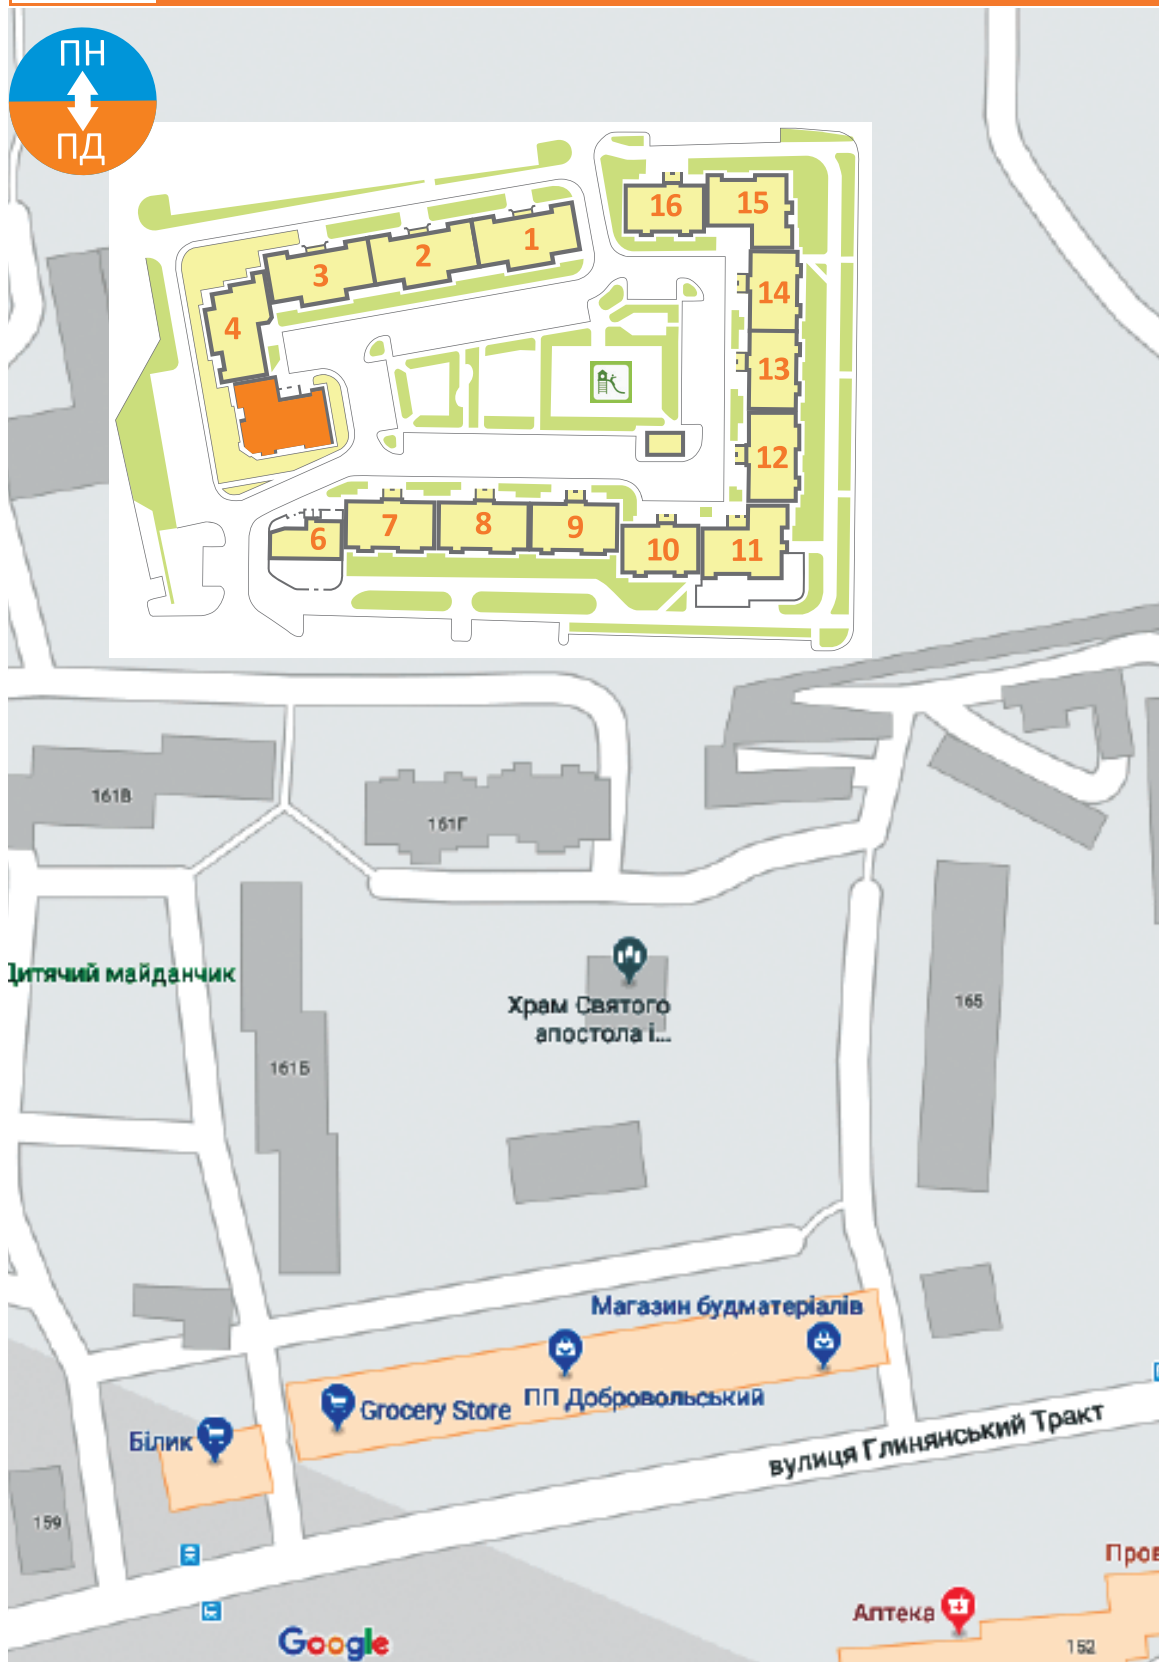 ПН
ПД
16
15
1
2
3
4
14
13
12
7
8
9
6
10
11
161В
161Г
Дитячий майданчик
Храм Святого
апостола і...
165
161Б
Магазин будматеріалів
ПП Добровольський
Grocery Store
Білик
вулиця Глинянський Тракт
159
Пров
Аптека
152
Google